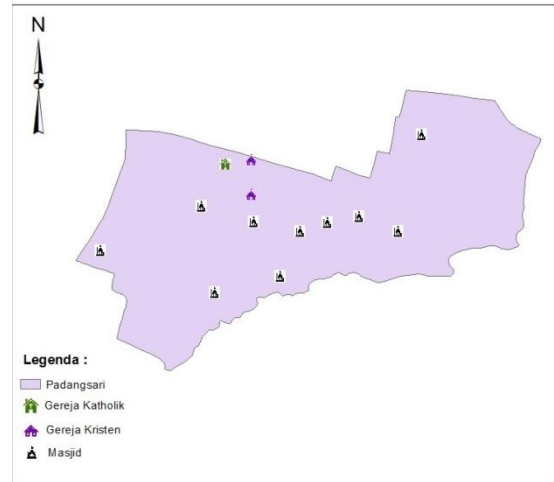 N
Legenda :
Padangsari
Gereja Katholik
Gereja Kristen
Masjid